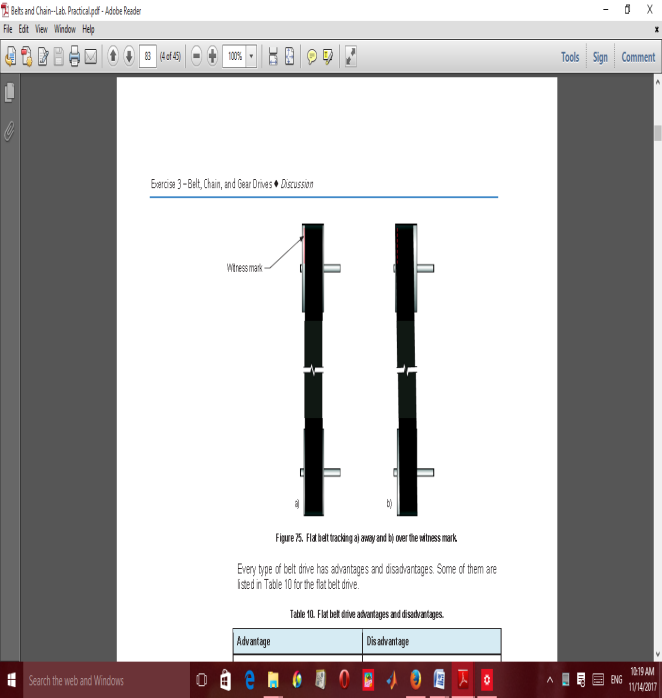 Belts and Chain--Lab. Practical.pdf - Adobe Reader
File Edit View Window Help
83 (4 of 45) 100% Tools Sign Comment
Exercise 3 – Belt, Chain, and Gear Drives ♦ Discussion
Witness mark
a) b)
Figure 75. Flat belt tracking a) away and b) over the witness mark.
Every type of belt drive has advantages and disadvantages. Some of them are
listed in Table 10 for the flat belt drive.
Table 10. Flat belt drive advantages and disadvantages.
Advantage Disadvantage
Search the web and Windows ENG 10:19 AM
11/14/2017